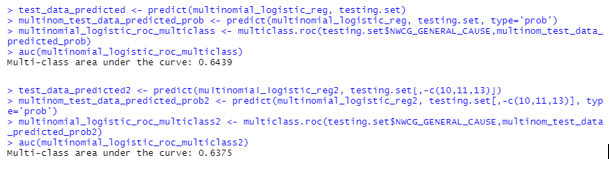 > test_data_predicted <- predict(multinomial_logistic_reg, testing.set)
> multinom_test_data_predicted_prob <- predict(multinomial_logistic_reg, testing.set, type='prob')
> multinomial_logistic_roc_multiclass <- multiclass.roc(testing.set$NWCG_GENERAL_CAUSE,multinom_test_data_
predicted_prob)
> auc(multinomial_logistic_roc_multiclass)
Multi-class area under the curve: 0.6439
> test_data_predicted2 <- predict(multinomial_logistic_reg2, testing.set[,-c(10,11,13)])
> multinom_test_data_predicted_prob2 <- predict(multinomial_logistic_reg2, testing.set[,-c(10,11,13)], typ
e='prob')
> multinomial_logistic_roc_multiclass2 <- multiclass.roc(testing.set$NWCG_GENERAL_CAUSE,multinom_test_data
_predicted_prob2)
> auc(multinomial_logistic_roc_multiclass2)
Multi-class area under the curve: 0.6375